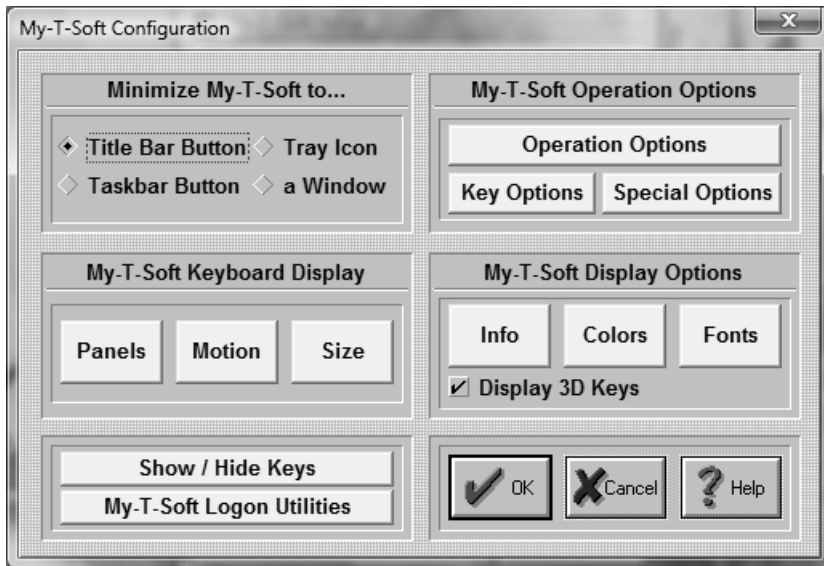 My-T-Soft Configuration
X
Minimize My-T-Soft to...
Title Bar Button
Tray Icon
Taskbar Button
a Window
My-T-Soft Operation Options
Operation Options
Key Options
Special Options
My-T-Soft Keyboard Display
Panels
Motion
Size
My-T-Soft Display Options
Info
Colors
Fonts
Display 3D Keys
Show / Hide Keys
My-T-Soft Logon Utilities
OK
Cancel
Help